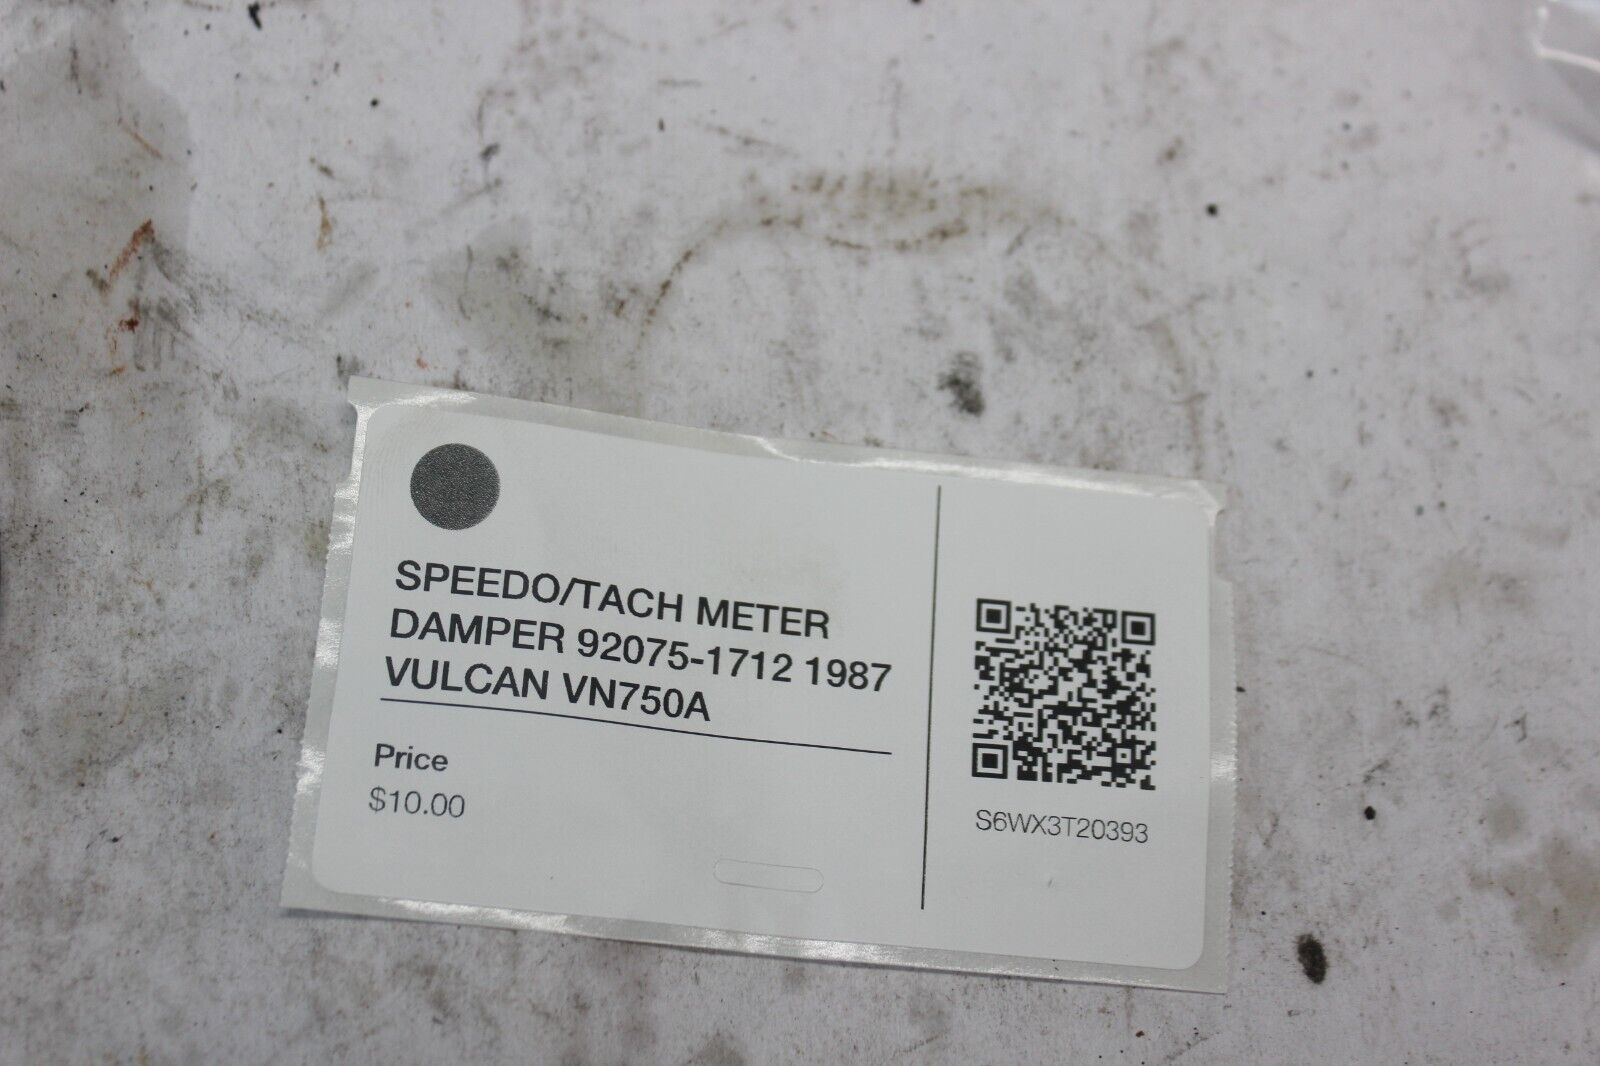 SPEEDO/TACH METER
DAMPER 92075-1712 1987
VULCAN VN750A
Price
$10.00
S6WX3T20393